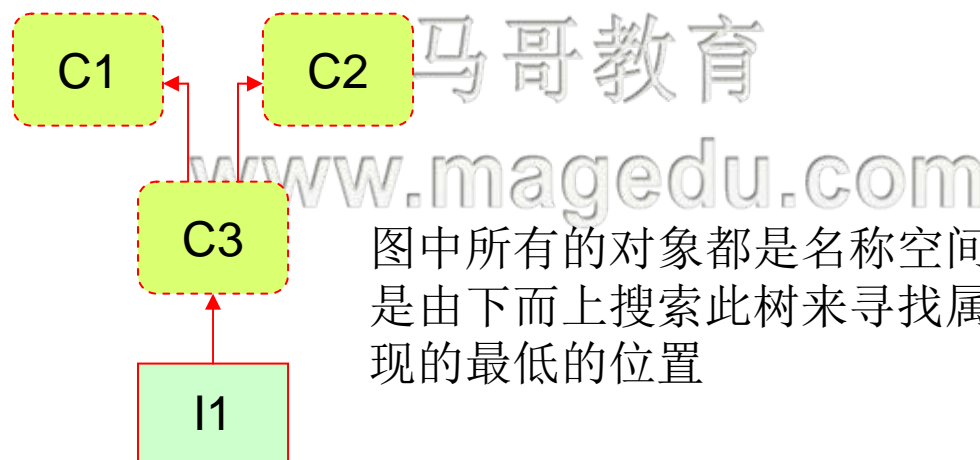 C1
C2
马哥教育
www.magedu.com
C3
图中所有的对象都是名称空间
是由下而上搜索此树来寻找属
现的最低的位置
I1